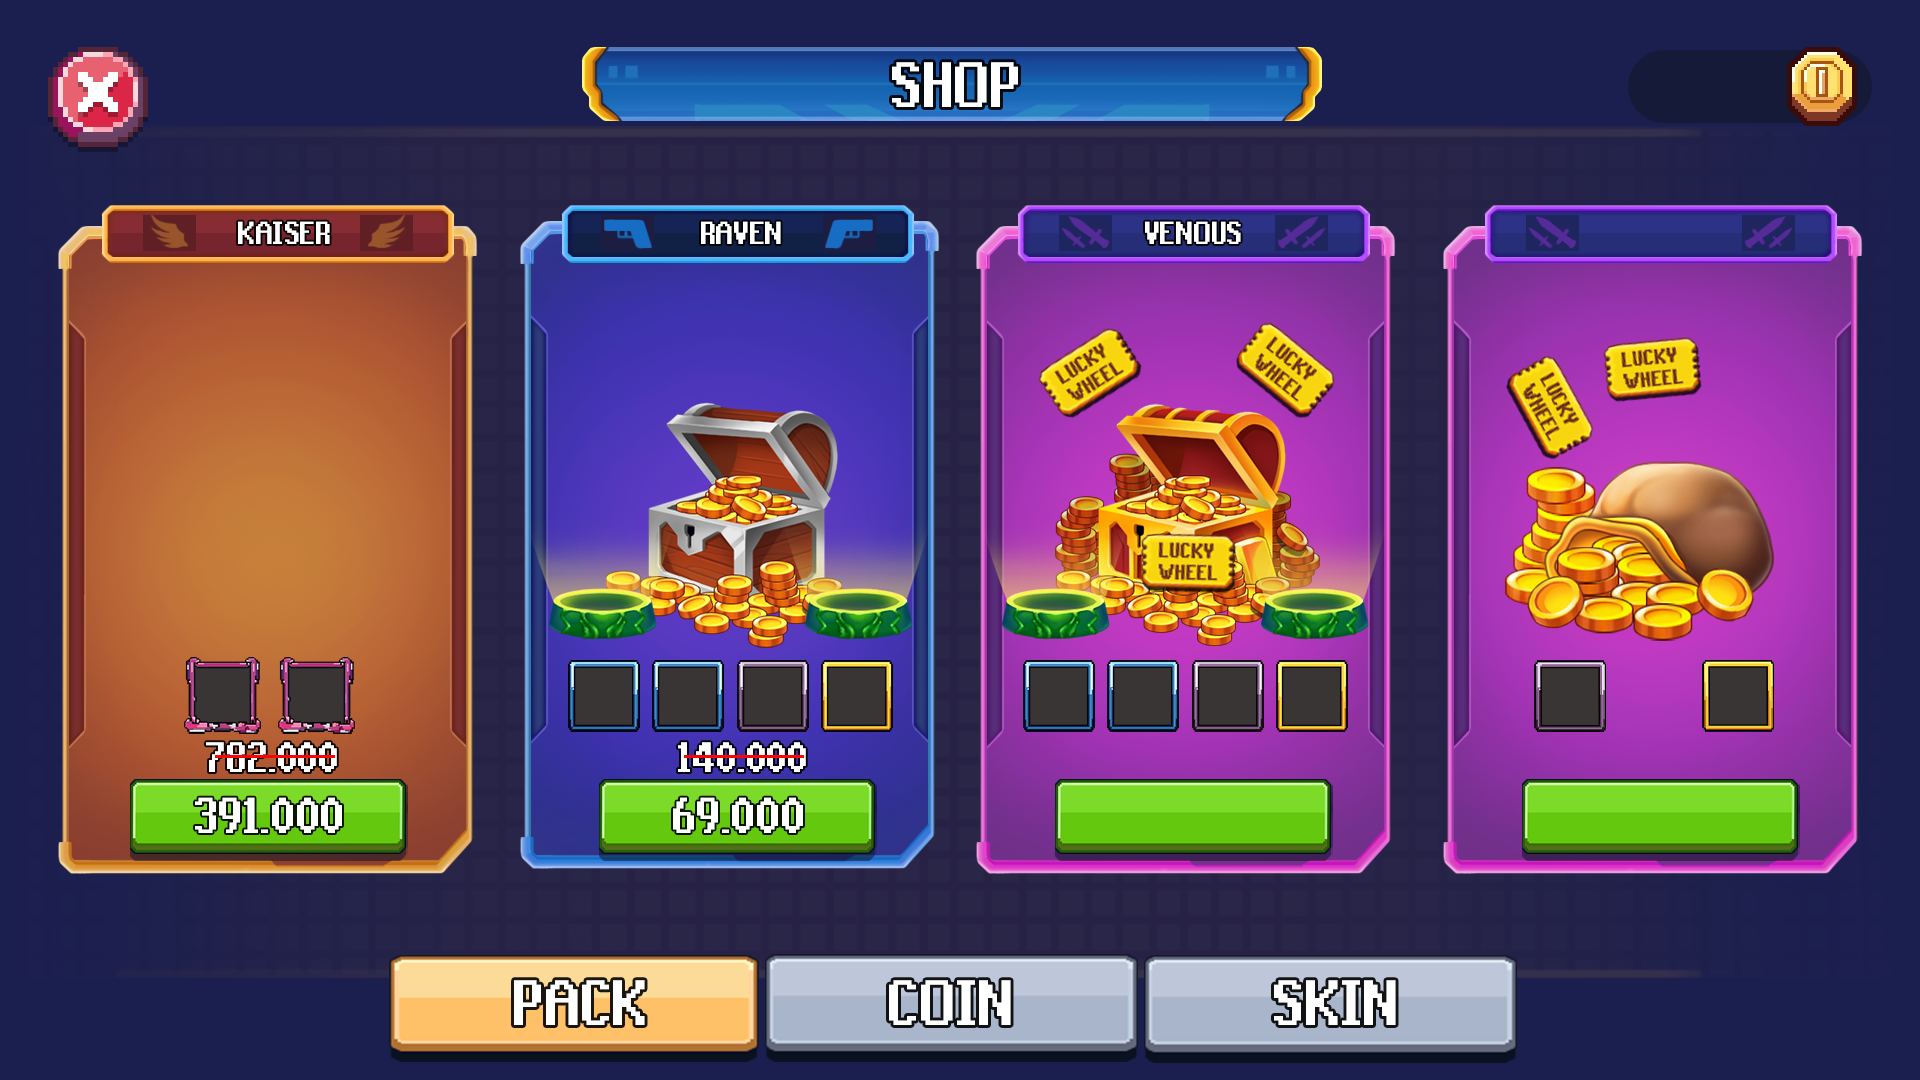 SHOP
KAISER
RAVEN
VENOUS
LUCKY
WHEEL
LUCKY
WHEEL
LUCKY
WHEEL
LUCKY
WHEEL
LUCKY
WHEEL
782.000
391.000
140.000
69.000
PACK
COIN
SKIN